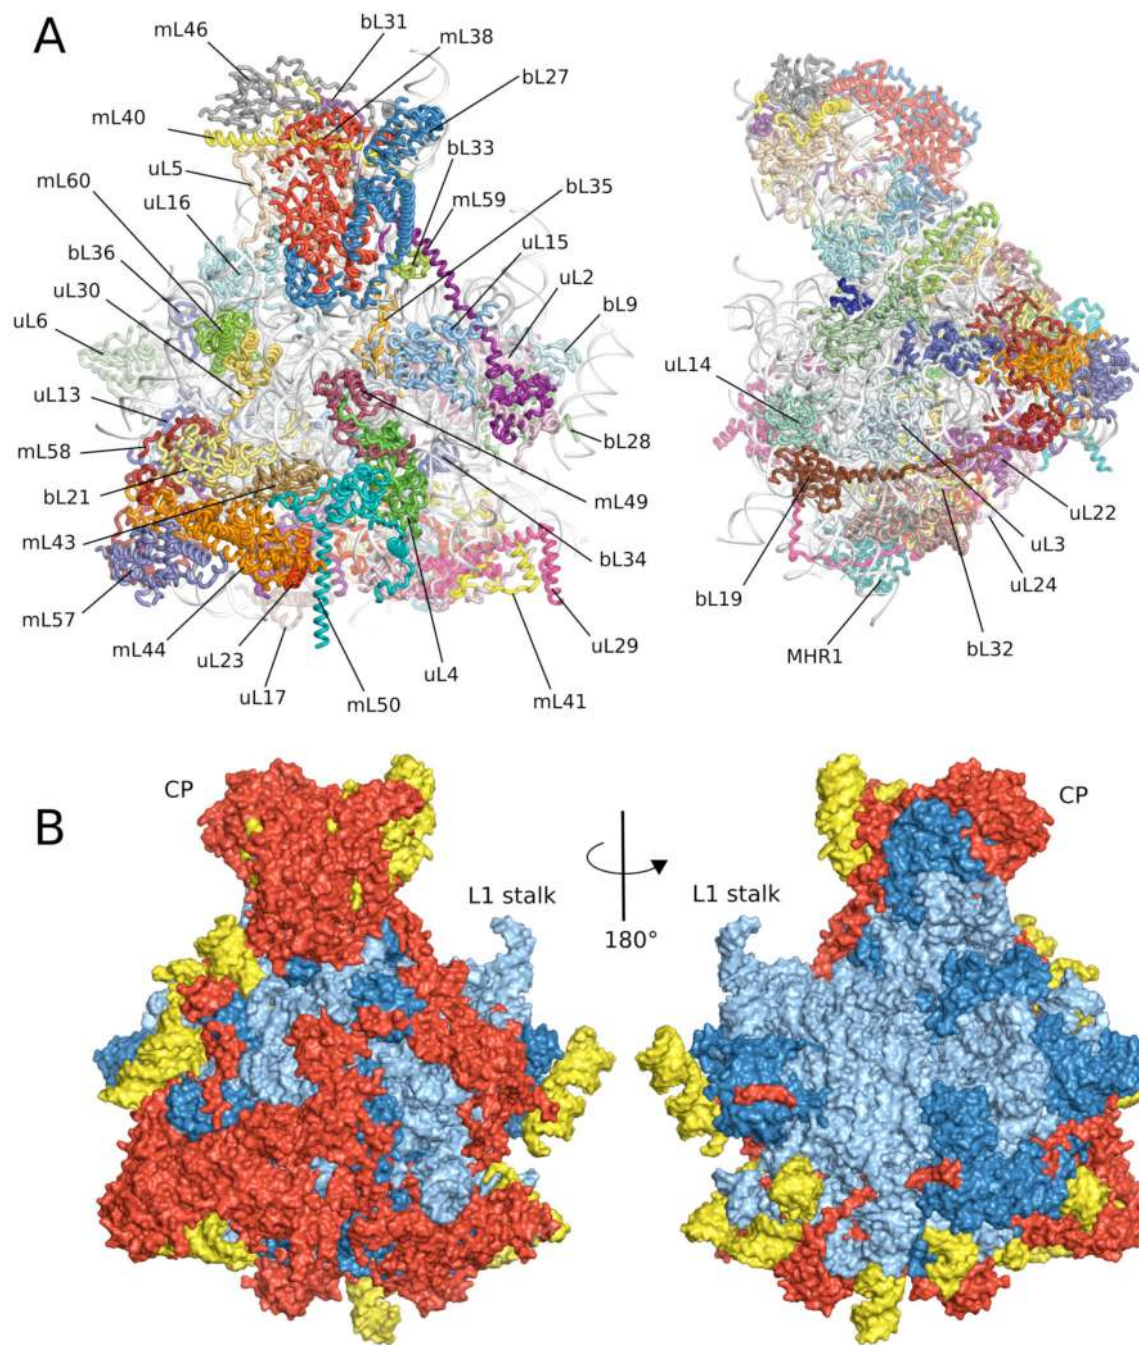 A
mL46
bL31
mL38
bL27
mL40
bL33
uL5
bL35
mL60
mL59
uL16
uL15
bL36
uL2
uL30
bL9
uL6
uL14
uL13
mL58
bL28
bL21
mL49
uL22
mL43
uL3
bL34
uL24
mL57
bL19
mL44
uL29
bL32
uL23
uL4
MHR1
uL17
mL50
mL41
B
CP
CP
L1 stalk
L1 stalk
180°